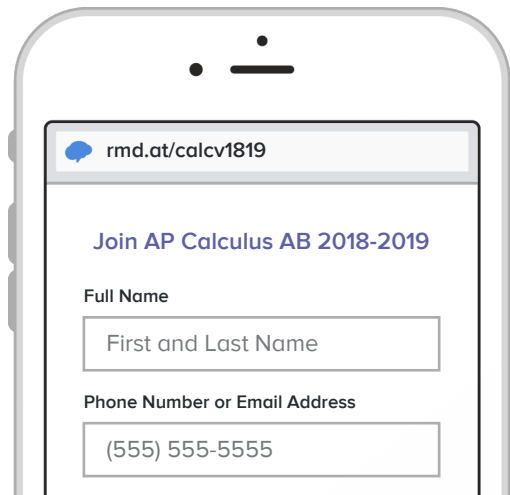 rmd.at/calcv1819
Join AP Calculus AB 2018-2019
Full Name
First and Last Name
Phone Number or Email Address
(555) 555-5555